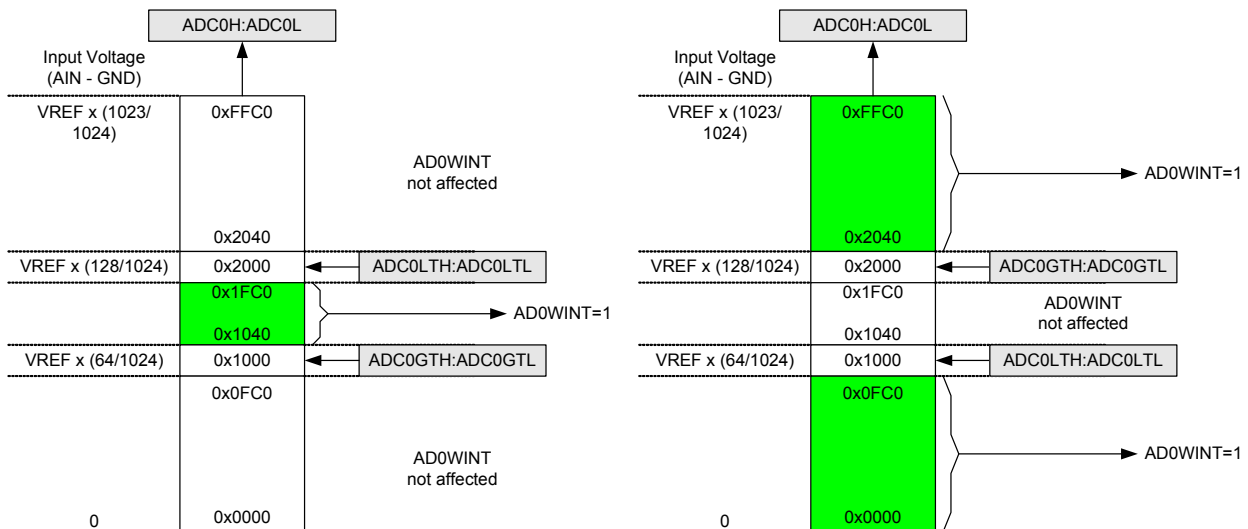 ADC0H:ADC0L
Input Voltage
(AIN - GND)
VREF x (1023/
1024)
0xFFC0
AD0WINT
not affected
0x2040
VREF x (128/1024)
0x2000
ADC0LTH:ADC0LTL
0x1FC0
AD0WINT=1
0x1040
VREF x (64/1024)
0x1000
ADC0GTH:ADC0GTL
0x0FC0
AD0WINT
not affected
0
0x0000
ADC0H:ADC0L
Input Voltage
(AIN - GND)
VREF x (1023/
1024)
0xFFC0
AD0WINT=1
0x2040
VREF x (128/1024)
0x2000
ADC0GTH:ADC0GTL
0x1FC0
AD0WINT
not affected
0x1040
VREF x (64/1024)
0x1000
ADC0LTH:ADC0LTL
0x0FC0
AD0WINT=1
0
0x0000